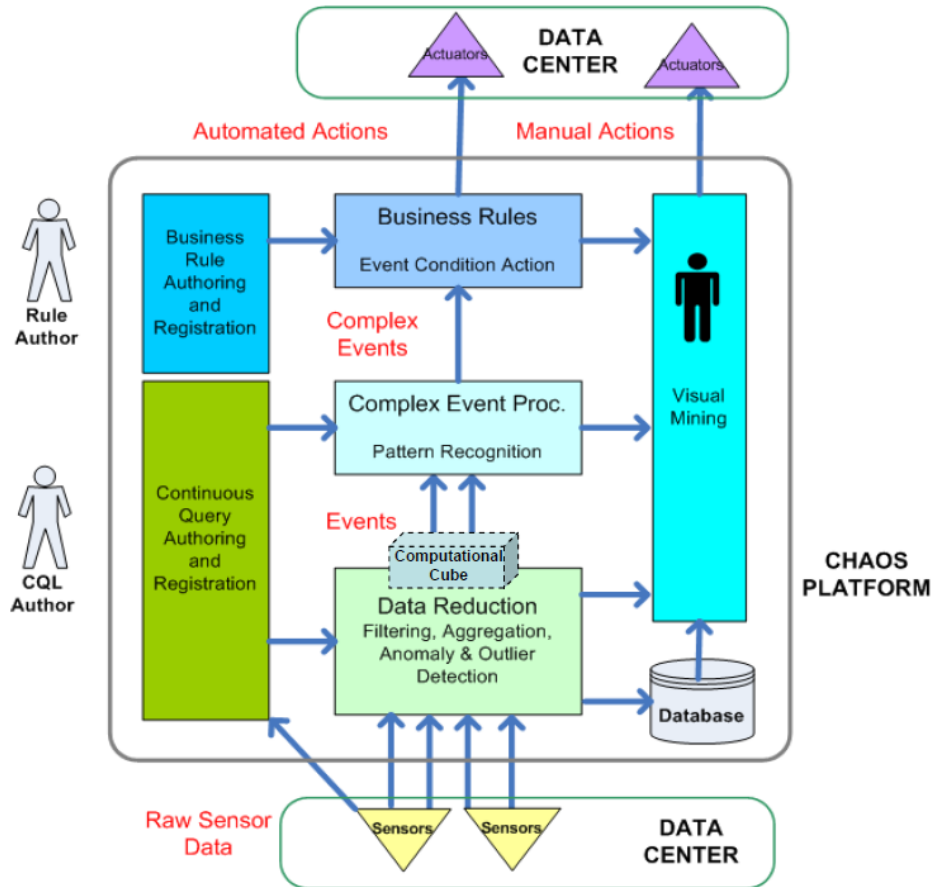 Actuators
DATA
CENTER
Actuators
Automated Actions
Manual Actions
Business
Rule
Authoring
and
Registration
Business Rules
Event Condition Action
Rule
Author
Complex
Events
Visual
Mining
Complex Event Proc.
Pattern Recognition
Continuous
Query
Authoring
and
Registration
CQL
Author
Events
Computational
Cube
Data Reduction
Filtering, Aggregation,
Anomaly & Outlier
Detection
CHAOS
PLATFORM
Database
Raw Sensor
Data
Sensors
Sensors
DATA
CENTER